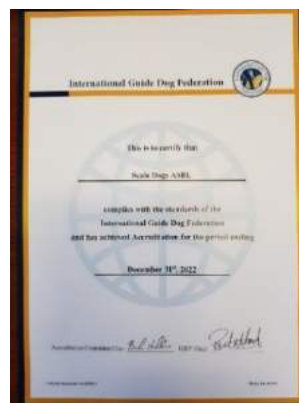 International Guide Dog Federation
This is to certify that
Scale Dogs ASBL
complies with the standards of the
International Guide Dog Federation
and has achieved Accreditation for the period ending
December 31st, 2022